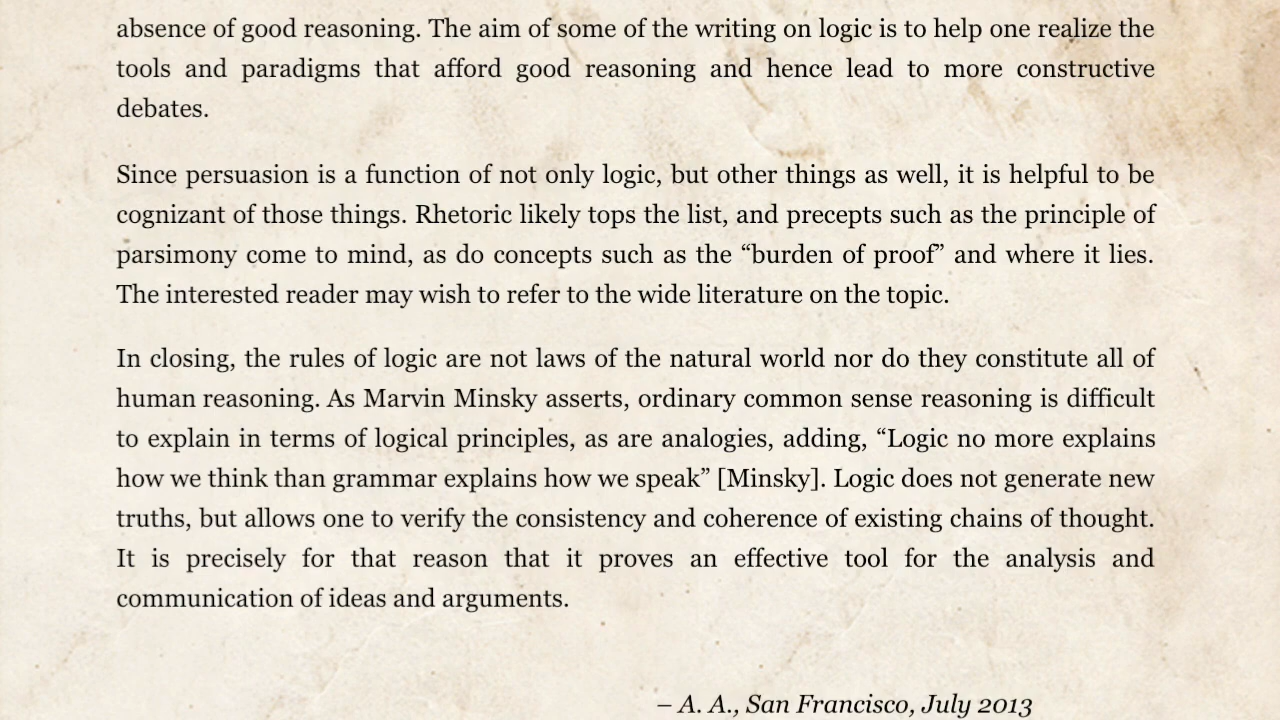 absence of good reasoning. The aim of some of the writing on logic is to help one realize the
tools and paradigms that afford good reasoning and hence lead to more constructive
debates.
Since persuasion is a function of not only logic, but other things as well, it is helpful to be
cognizant of those things. Rhetoric likely tops the list, and precepts such as the principle of
parsimony come to mind, as do concepts such as the “burden of proof” and where it lies.
The interested reader may wish to refer to the wide literature on the topic.
In closing, the rules of logic are not laws of the natural world nor do they constitute all of
human reasoning. As Marvin Minsky asserts, ordinary common sense reasoning is difficult
to explain in terms of logical principles, as are analogies, adding, “Logic no more explains
how we think than grammar explains how we speak” [Minsky]. Logic does not generate new
truths, but allows one to verify the consistency and coherence of existing chains of thought.
It is precisely for that reason that it proves an effective tool for the analysis and
communication of ideas and arguments.
– A. A., San Francisco, July 2013